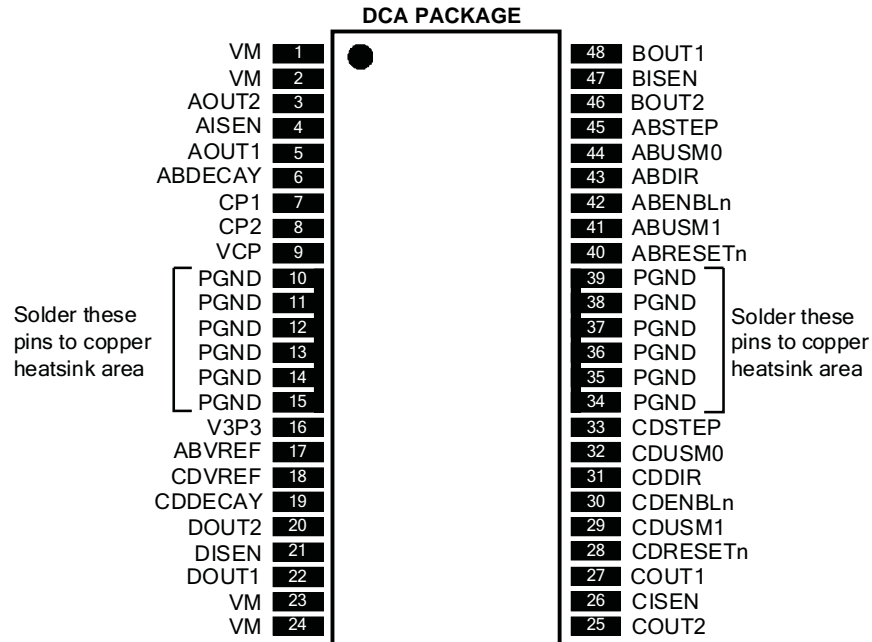 DCA PACKAGE
VM 1
VM 2
AOUT2 3
AISEN 4
AOUT1 5
ABDECAY 6
CP1 7
CP2 8
VCP 9
PGND 10
PGND 11
PGND 12
PGND 13
PGND 14
PGND 15
Solder these
pins to copper
heatsink area
V3P3 16
ABVREF 17
CDVREF 18
CDDECAY 19
DOUT2 20
DISEN 21
DOUT1 22
VM 23
VM 24
48 BOUT1
47 BISEN
46 BOUT2
45 ABSTEP
44 ABUSM0
43 ABDIR
42 ABENBLn
41 ABUSM1
40 ABRESETn
39 PGND
38 PGND
37 PGND
36 PGND
35 PGND
34 PGND
Solder these
pins to copper
heatsink area
33 CDSTEP
32 CDUSM0
31 CDDIR
30 CDENBLn
29 CDUSM1
28 CDRESETn
27 COUT1
26 CISEN
25 COUT2